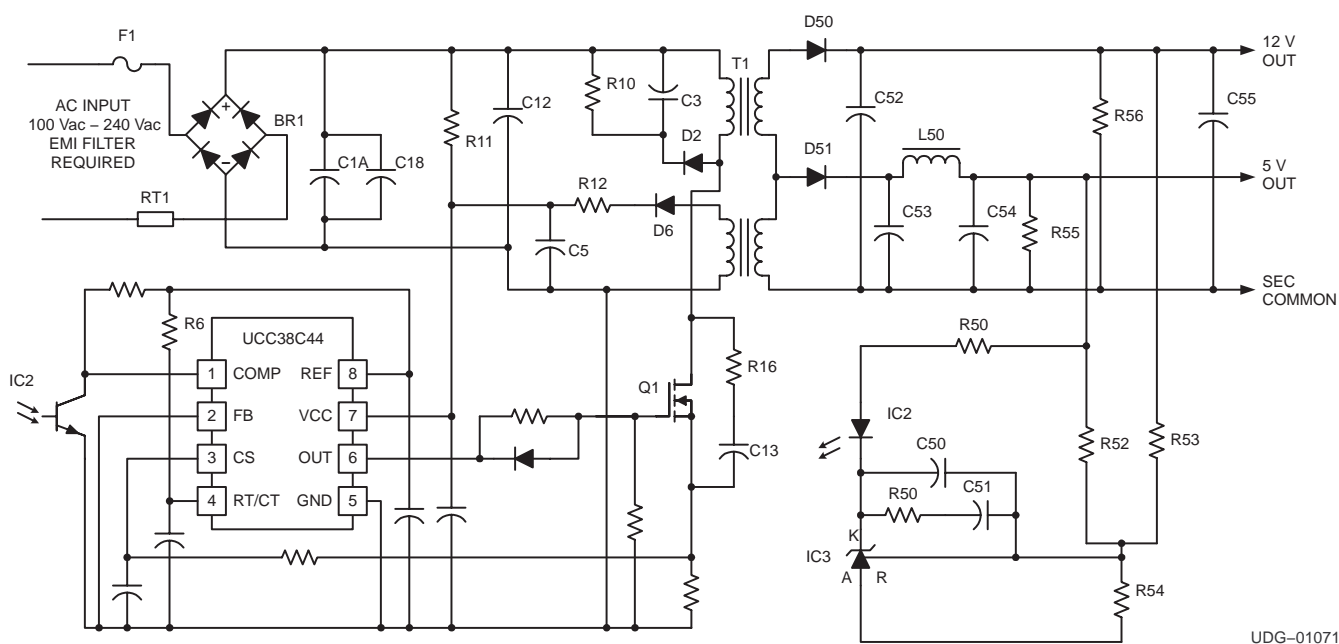 F1
D50
12 V
OUT
T1
AC INPUT
100 Vac – 240 Vac
EMI FILTER
REQUIRED
BR1
+
–
R10
C3
C12
C52
R56
C55
R11
D2
L50
C1A
C18
D51
5 V
OUT
RT1
R12
D6
C53
C54
R55
C5
SEC
COMMON
R6
UCC38C44
R50
IC2
1 COMP REF 8
R16
Q1
2 FB VCC 7
IC2
R52
R53
3 CS OUT 6
C13
C50
4 RT/CT GND 5
R50
C51
K
IC3
A
R
R54
UDG–01071